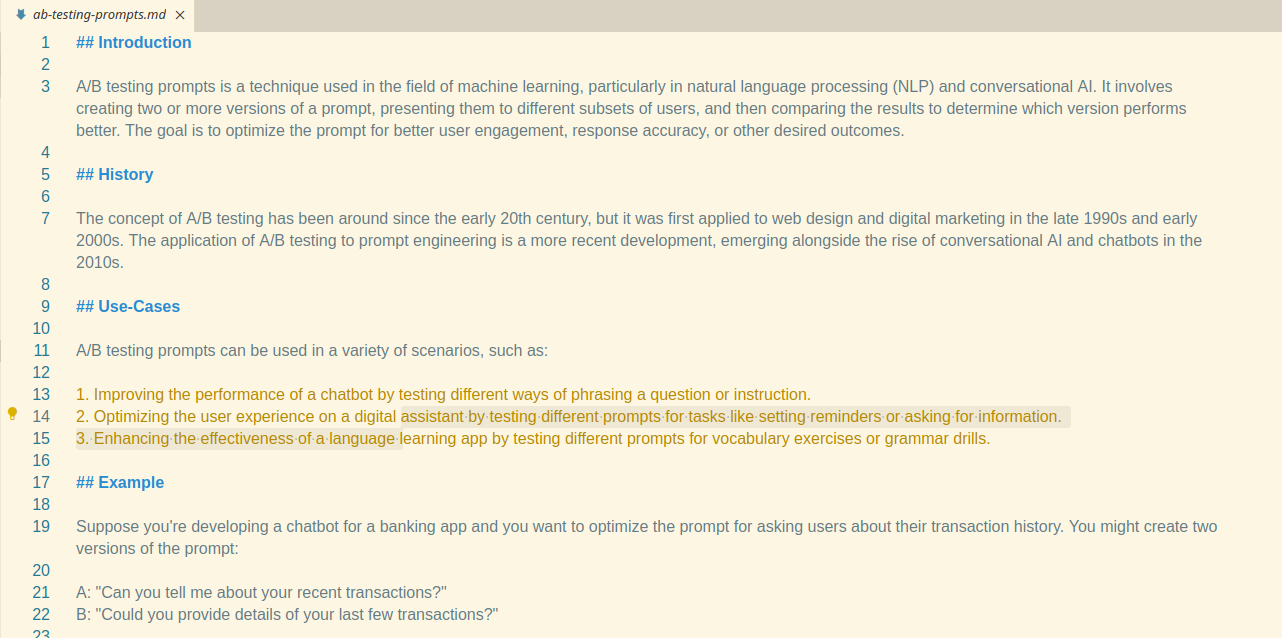 ab-testing-prompts.md
1 ## Introduction
2
3 A/B testing prompts is a technique used in the field of machine learning, particularly in natural language processing (NLP) and conversational AI. It involves
creating two or more versions of a prompt, presenting them to different subsets of users, and then comparing the results to determine which version performs
better. The goal is to optimize the prompt for better user engagement, response accuracy, or other desired outcomes.
4
5 ## History
6
7 The concept of A/B testing has been around since the early 20th century, but it was first applied to web design and digital marketing in the late 1990s and early
2000s. The application of A/B testing to prompt engineering is a more recent development, emerging alongside the rise of conversational AI and chatbots in the
2010s.
8
9 ## Use-Cases
10
11 A/B testing prompts can be used in a variety of scenarios, such as:
12
13 1. Improving the performance of a chatbot by testing different ways of phrasing a question or instruction.
14 2. Optimizing the user experience on a digital assistant by testing different prompts for tasks like setting reminders or asking for information.
15 3. Enhancing the effectiveness of a language learning app by testing different prompts for vocabulary exercises or grammar drills.
16
17 ## Example
18
19 Suppose you're developing a chatbot for a banking app and you want to optimize the prompt for asking users about their transaction history. You might create two
versions of the prompt:
20
21 A: "Can you tell me about your recent transactions?"
22 B: "Could you provide details of your last few transactions?"
23